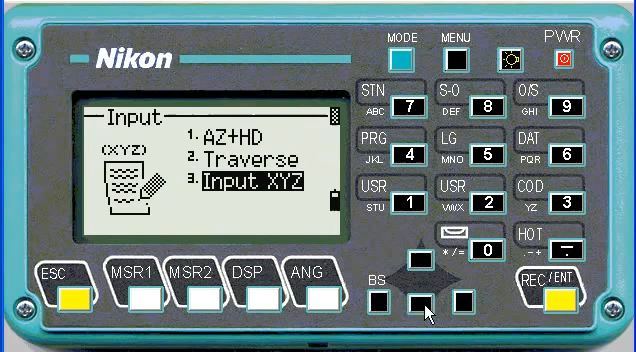 MODE MENU PWR
Nikon
STN S-O O/S
ABC 7 DEF 8 GHI 9
Input
1. AZ+HD
(XYZ)
2. Traverse
3. Input XYZ
PRG LG DAT
JKL 4 MNO 5 PQR 6
USR USR COD
STU 1 VWX 2 YZ 3
HOT
*/= 0 .-+ -.
ESC MSR1 MSR2 DSP ANG BS REC/ENT